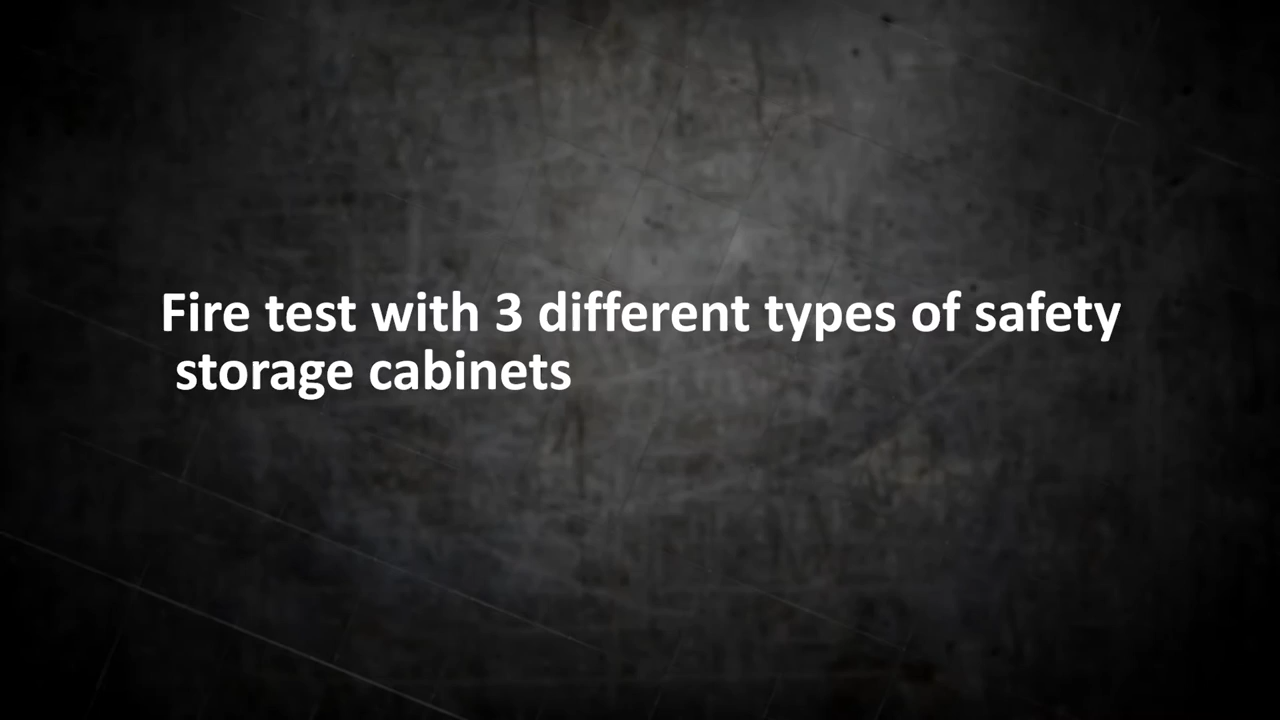 Fire test with 3 different types of safety
storage cabinets